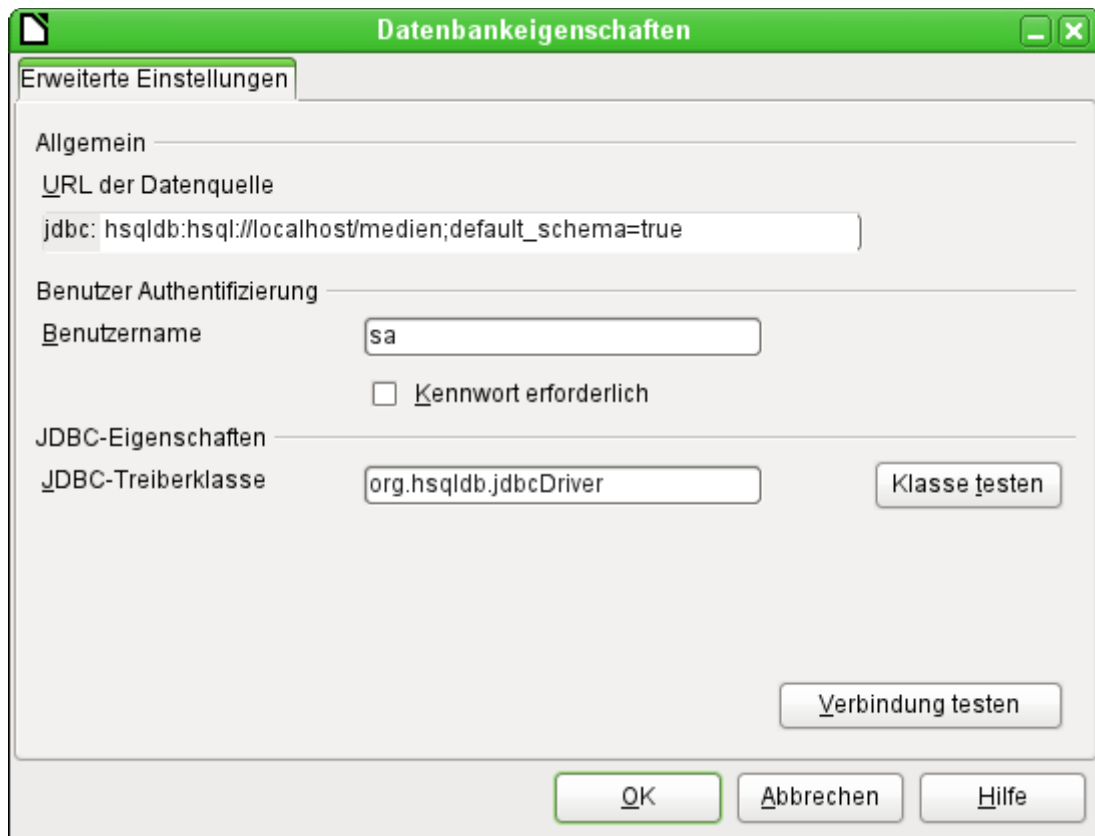 Datenbankeigenschaften
Erweiterte Einstellungen
Allgemein
URL der Datenquelle
jdbc: hsqldb:hsql://localhost/medien;default_schema=true
Benutzer Authentifizierung
Benutzername sa
Kennwort erforderlich
JDBC-Eigenschaften
JDBC-Treiberklasse org.hsqldb.jdbcDriver Klasse testen
Verbindung testen
OK Abbrechen Hilfe